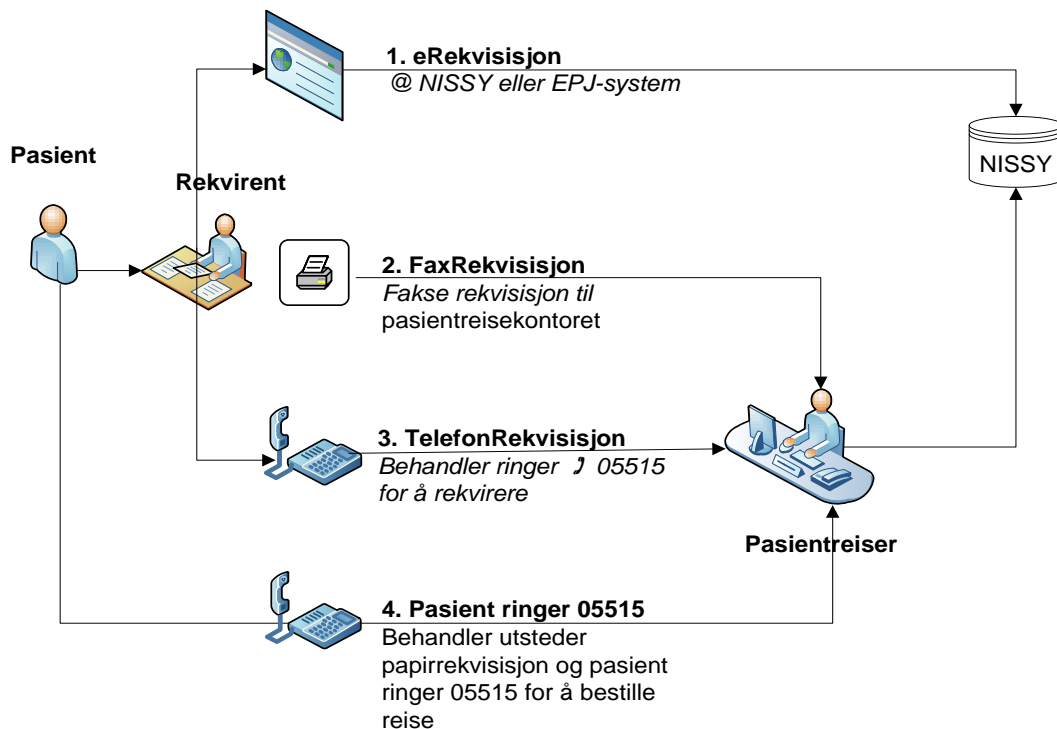 1. eRekvisisjon
@ NISSY eller EPJ-system
NISSY
Pasient
Rekvirent
2. FaxRekvisisjon
Fakse rekvisisjon til
pasientreisekontoret
3. TelefonRekvisisjon
Behandler ringer 05515
for å rekvirere
Pasientreiser
4. Pasient ringer 05515
Behandler utsteder
papirrekvisisjon og pasient
ringer 05515 for å bestille
reise